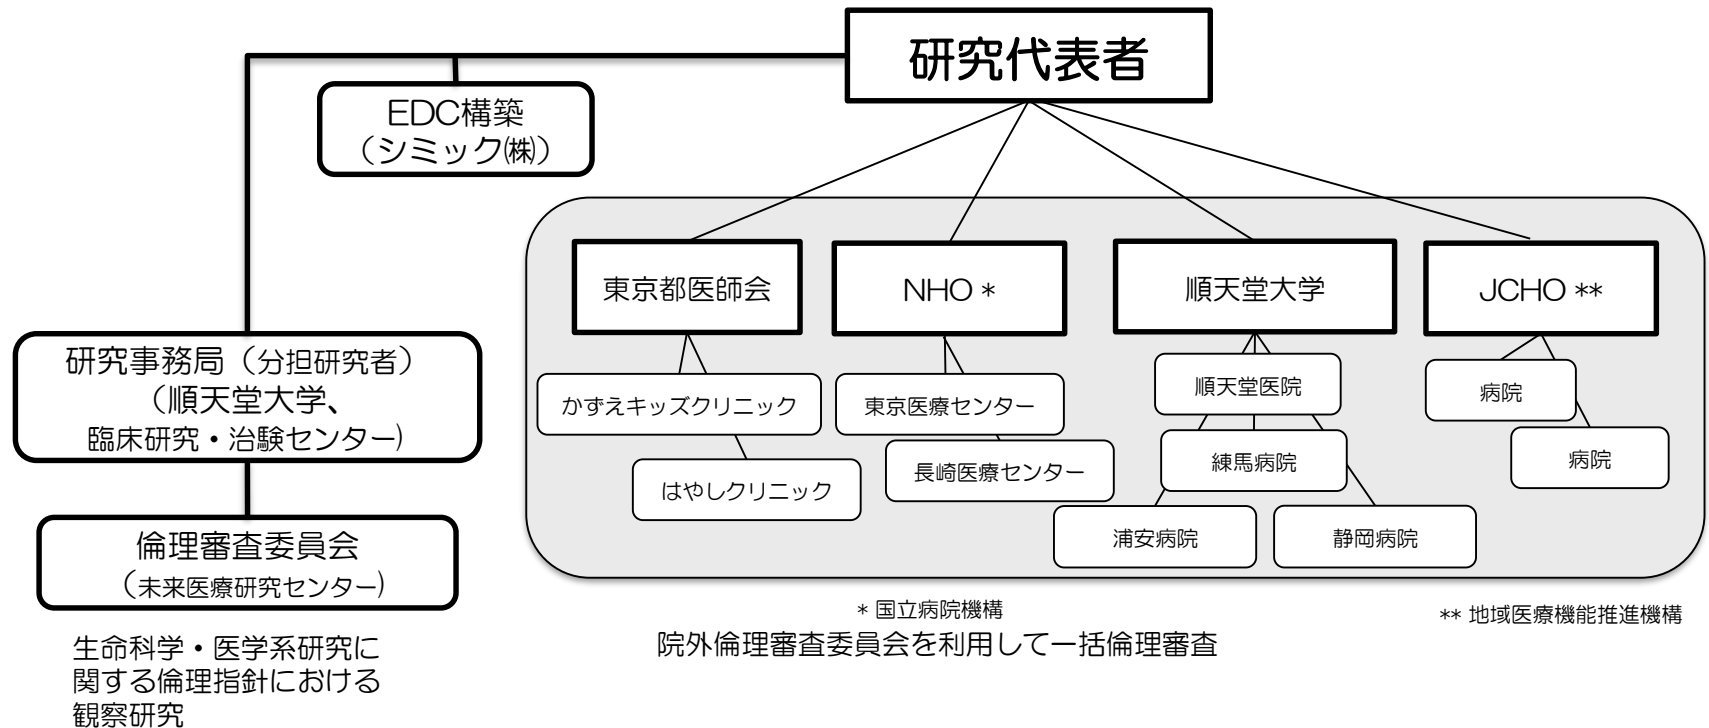 研究代表者
EDC構築
（シミック㈱）
東京都医師会
NHO *
順天堂大学
JCHO **
研究事務局（分担研究者）
（順天堂大学、
臨床研究・治験センター)
順天堂医院
病院
かずえキッズクリニック
東京医療センター
練馬病院
病院
長崎医療センター
はやしクリニック
浦安病院
静岡病院
倫理審査委員会
（未来医療研究センター)
* 国立病院機構
** 地域医療機能推進機構
院外倫理審査委員会を利用して一括倫理審査
生命科学・医学系研究に
関する倫理指針における
観察研究